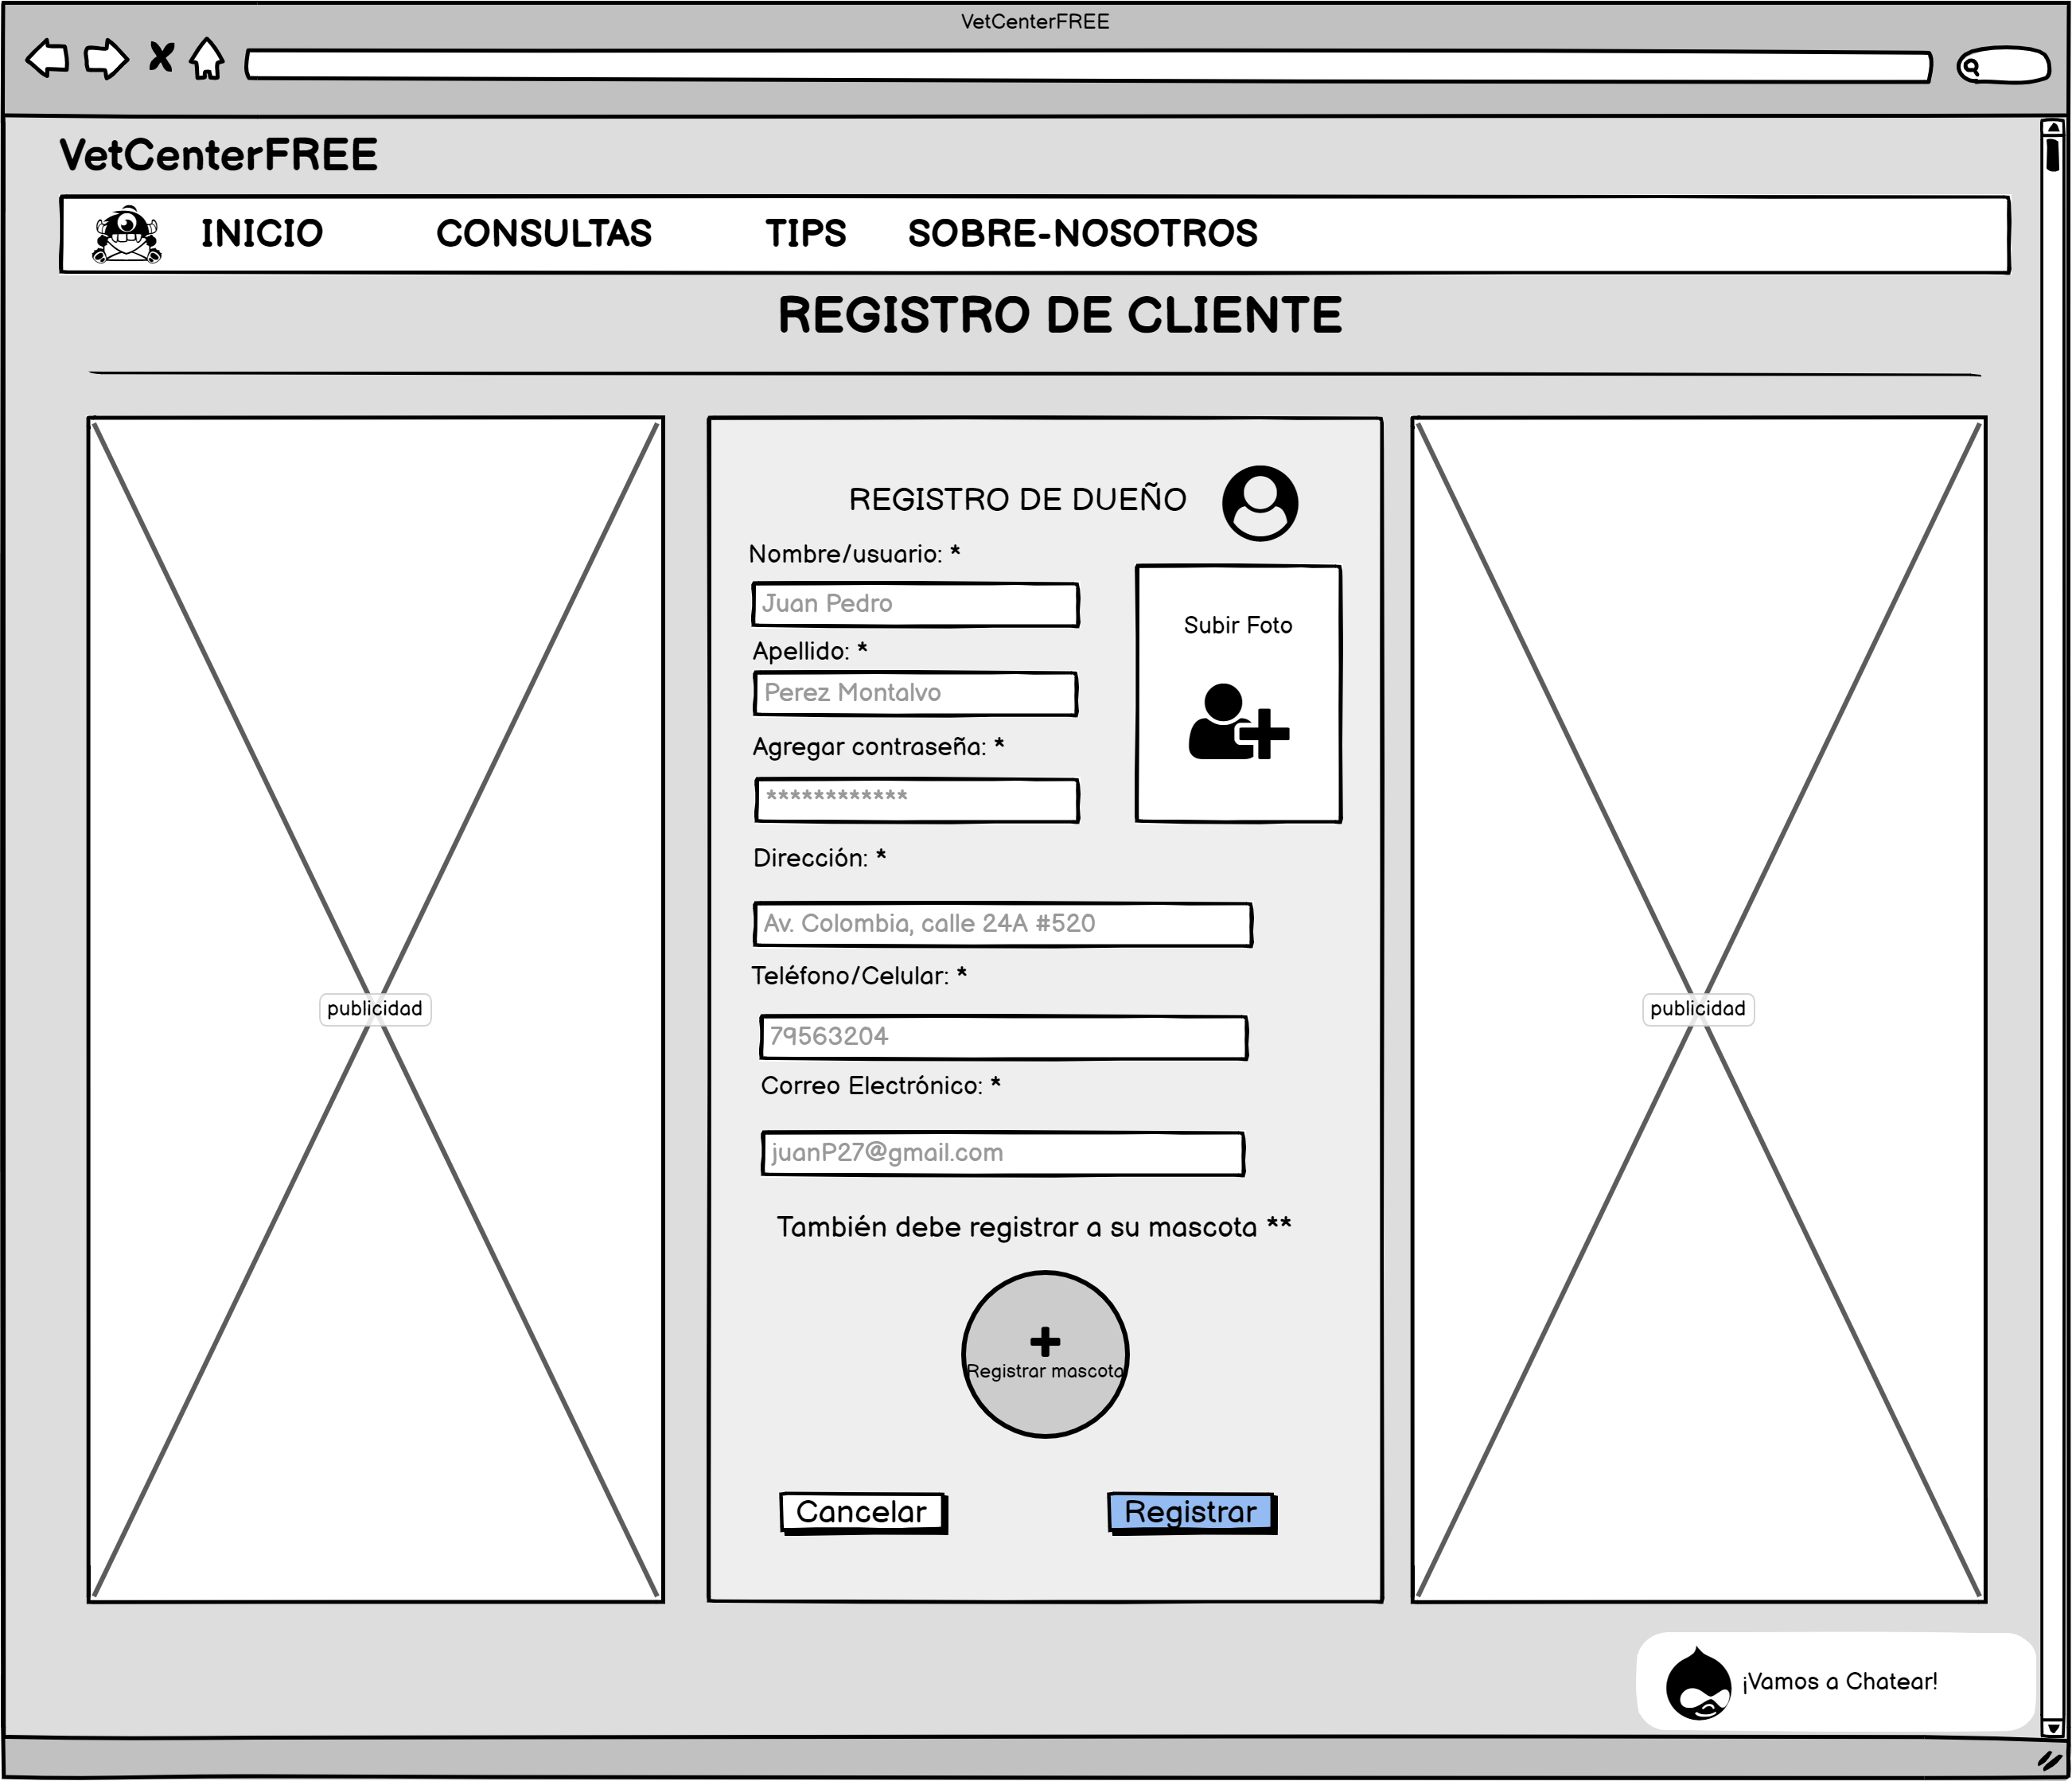 VetCenterFREE
VetCenterFREE
INICIO CONSULTAS TIPS SOBRE-NOSOTROS
REGISTRO DE CLIENTE
REGISTRO DE DUEÑO
Nombre/usuario: *
Juan Pedro
Subir Foto
Apellido: *
Perez Montalvo
Agregar contraseña: *
************
Dirección: *
Av. Colombia, calle 24A #520
Teléfono/Celular: *
publicidad
publicidad
79563204
Correo Electrónico: *
juanP27@gmail.com
También debe registrar a su mascota **
Registrar mascota
Cancelar Registrar
¡Vamos a Chatear!